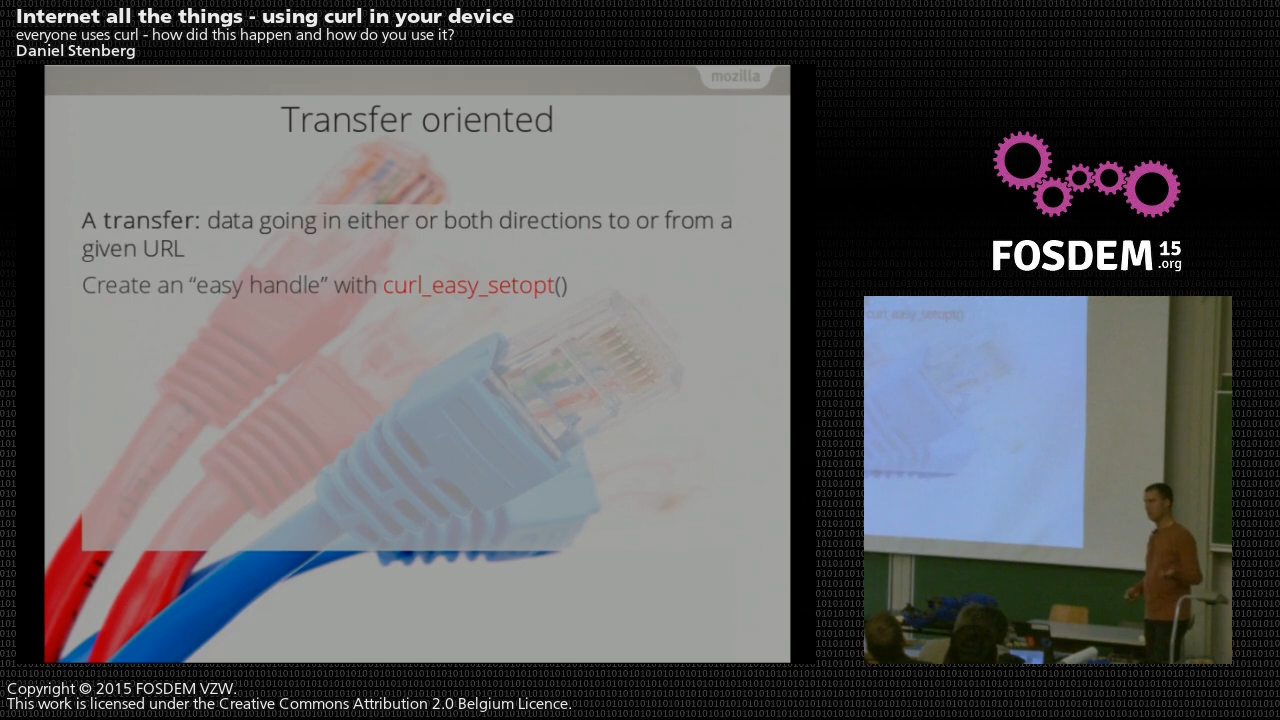 Internet all the things - using curl in your device
everyone uses curl - how did this happen and how do you use it?
Daniel Stenberg
mozilla
Transfer oriented
A transfer: data going in either or both directions to or from a
given URL
Create an “easy handle” with curl_easy_setopt()
FOSDEM 15
.org
curl_easy_setopt()
Copyright © 2015 FOSDEM VZW.
This work is licensed under the Creative Commons Attribution 2.0 Belgium Licence.